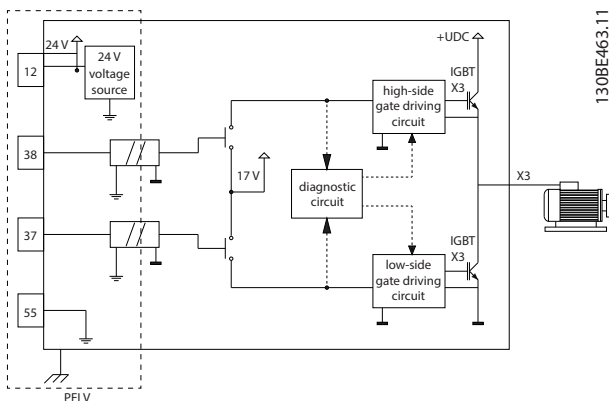 130BE463.11
+UDC
24 V
12
24 V
voltage
source
IGBT
X3
high-side
gate driving
circuit
38
17 V
diagnostic
circuit
X3
37
IGBT
X3
low-side
gate driving
circuit
55
PELV